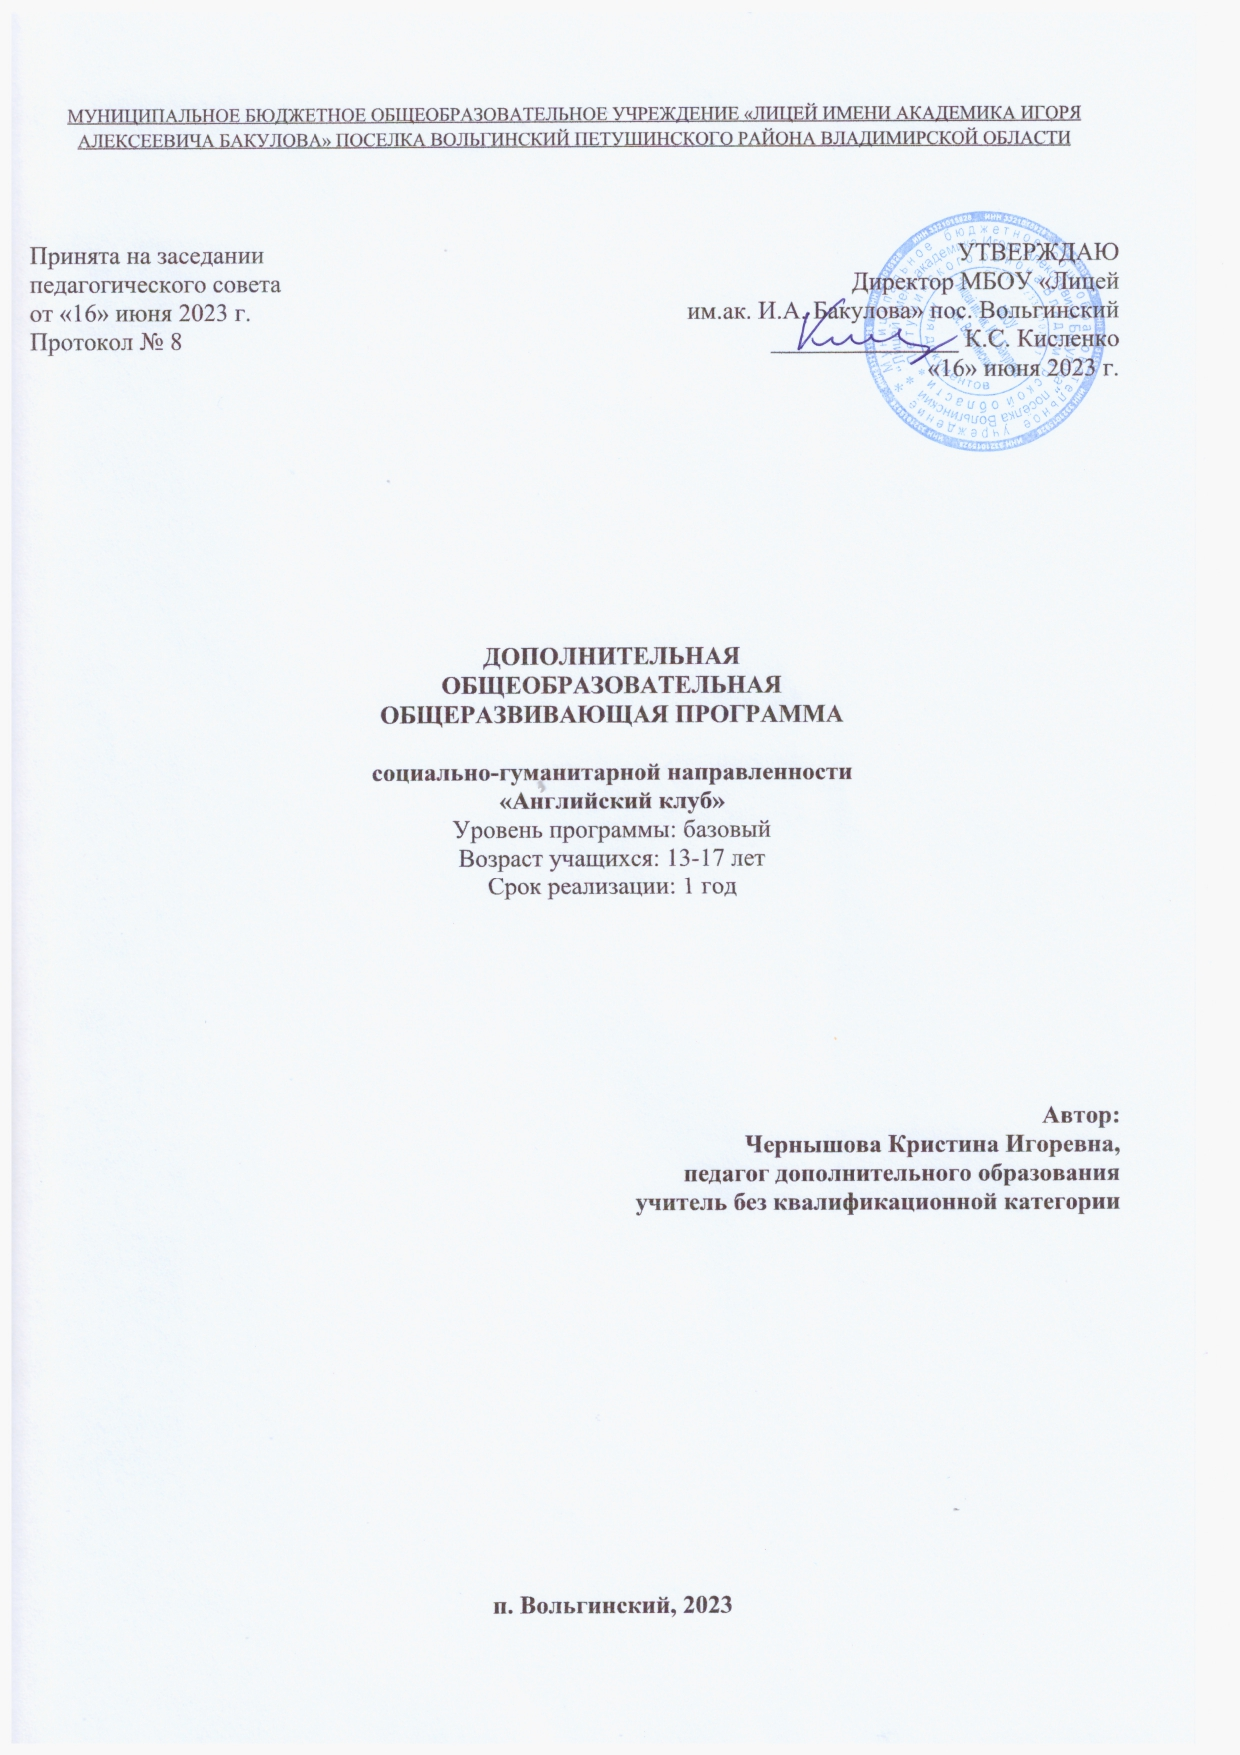 МУНИЦИПАЛЬНОЕ БЮДЖЕТНОЕ ОБЩЕОБРАЗОВАТЕЛЬНОЕ УЧРЕЖДЕНИЕ «ЛИЦЕЙ ИМЕНИ АКАДЕМИКА ИГОРЯ
АЛЕКСЕЕВИЧА БАКУЛОВА» ПОСЕЛКА ВОЛЬГИНСКИЙ ПЕТУШИНСКОГО РАЙОНА ВЛАДИМИРСКОЙ ОБЛАСТИ
Принята на заседании
педагогического совета
от «16» июня 2023 г.
Протокол № 8
УТВЕРЖДАЮ
Директор МБОУ «Лицей
им.ак. И.А. Бакулова» пос. Вольгинский
К.С. Кисленко
«16» июня 2023 г.
ДОПОЛНИТЕЛЬНАЯ
ОБЩЕОБРАЗОВАТЕЛЬНАЯ
ОБЩЕРАЗВИВАЮЩАЯ ПРОГРАММА
социально-гуманитарной направленности
«Английский клуб»
Уровень программы: базовый
Возраст учащихся: 13-17 лет
Срок реализации: 1 год
Автор:
Чернышова Кристина Игоревна,
педагог дополнительного образования
учитель без квалификационной категории
п. Вольгинский, 2023